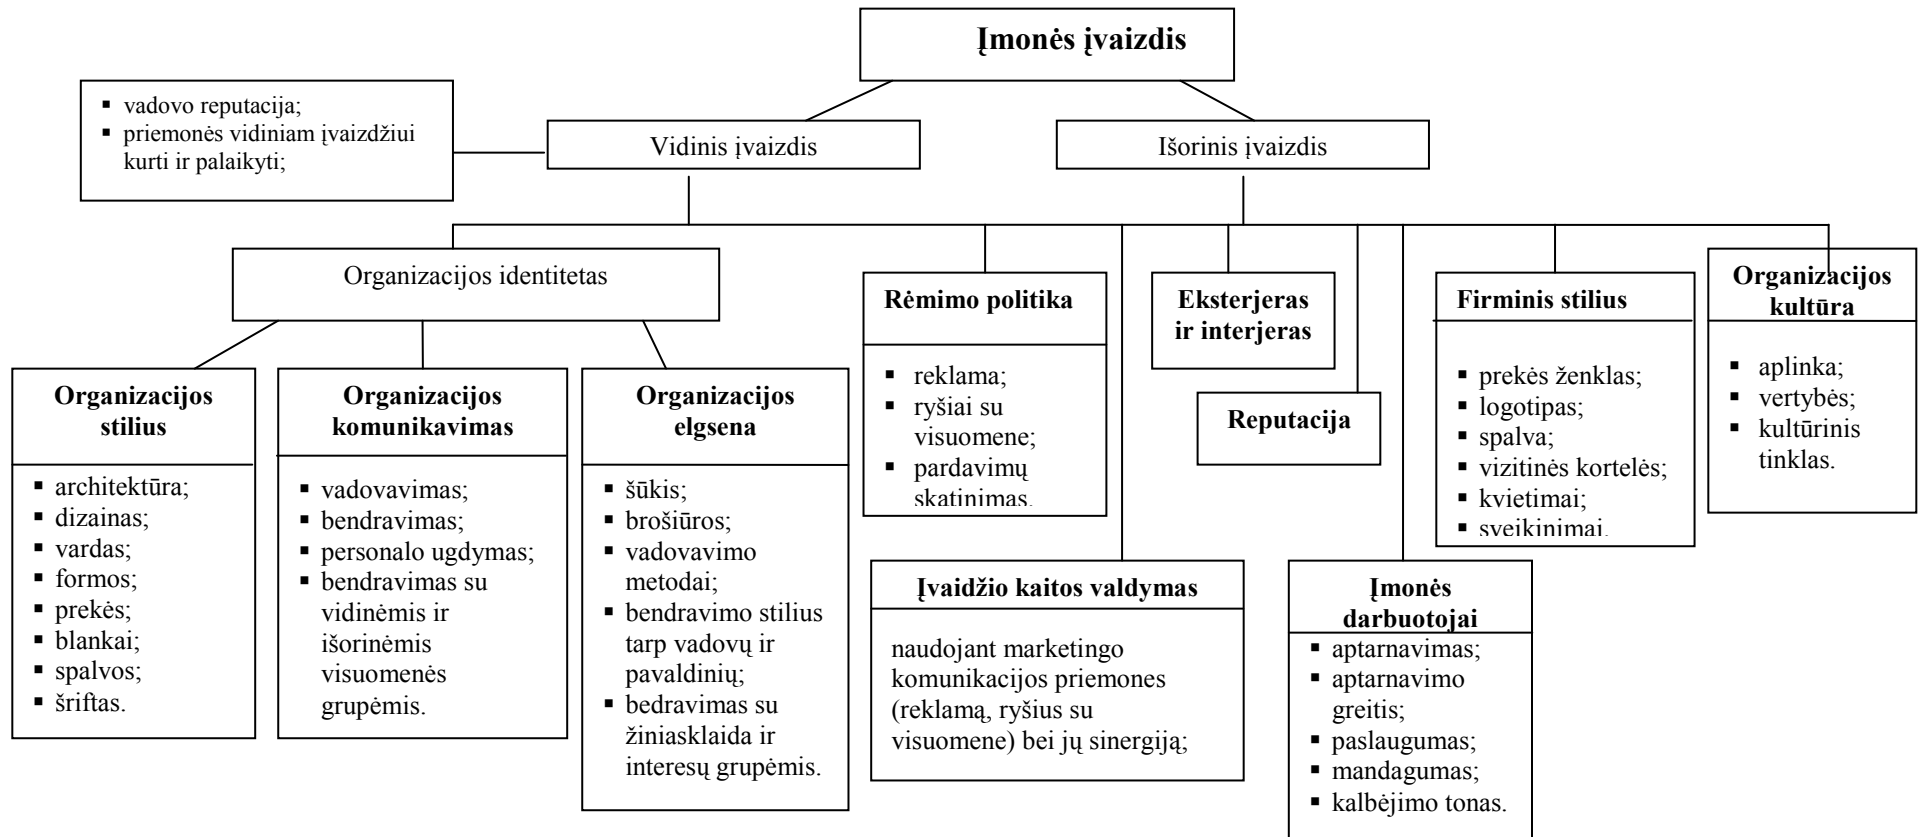 Įmonės įvaizdis
▪ vadovo reputacija;
▪ priemonės vidiniam įvaizdžiui
kurti ir palaikyti;
Vidinis įvaizdis
Išorinis įvaizdis
Organizacijos identitetas
Organizacijos
stilius
▪ architektūra;
▪ dizainas;
▪ vardas;
▪ formos;
▪ prekės;
▪ blankai;
▪ spalvos;
▪ šriftas.
Organizacijos
komunikavimas
▪ vadovavimas;
▪ bendravimas;
▪ personalo ugdymas;
▪ bendravimas su
vidinėmis ir
išorinėmis
visuomenės
grupėmis.
Organizacijos
elgsena
▪ šūkis;
▪ brošiūros;
▪ vadovavimo
metodai;
▪ bendravimo stilius
tarp vadovų ir
pavaldinių;
▪ bedravimas su
žiniasklaida ir
interesų grupėmis.
Rėmimo politika
▪ reklama;
▪ ryšiai su
visuomene;
▪ pardavimų
skatinimas.
Įvaidžio kaitos valdymas
naudojant marketingo
komunikacijos priemones
(reklamą, ryšius su
visuomene) bei jų sinergiją;
Eksterjeras
ir interjeras
Reputacija
Įmonės
darbuotojai
▪ aptarnavimas;
▪ aptarnavimo
greitis;
▪ paslaugumas;
▪ mandagumas;
▪ kalbėjimo tonas.
Firminis stilius
▪ prekės ženklas;
▪ logotipas;
▪ spalva;
▪ vizitinės kortelės;
▪ kvietimai;
▪ sveikinimai.
Organizacijos
kultūra
▪ aplinka;
▪ vertybės;
▪ kultūrinis
tinklas.